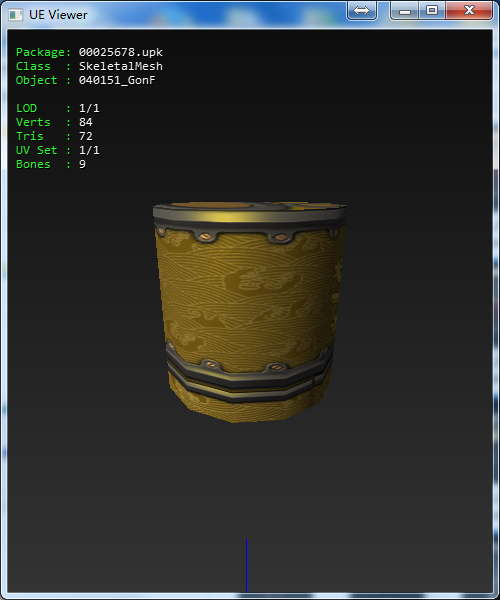 UE Viewer
Package: 00025678.upk
Class : SkeletalMesh
Object : 040151_GonF
LOD : 1/1
Verts : 84
Tris : 72
UV Set : 1/1
Bones : 9